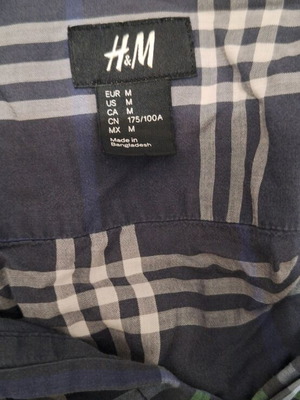 H&M
EUR M
US M
CA M
CN 175/100A
MX M
Made in
Bangladesh